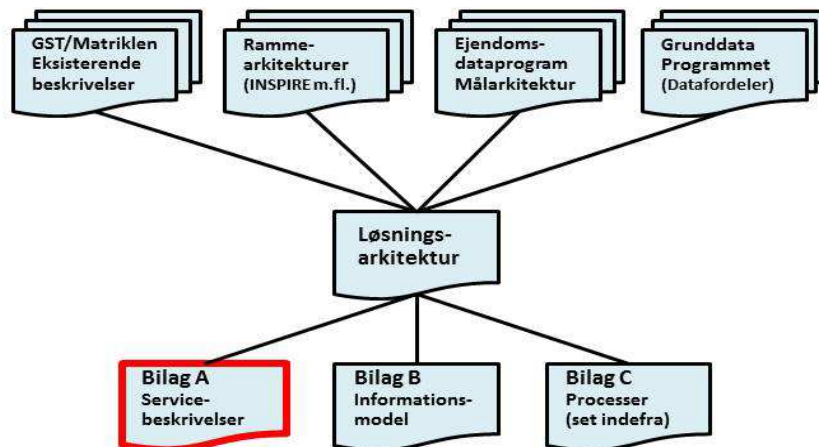 GST/Matriklen
Eksisterende
beskrivelser
Ramme-
arkitekturer
(INSPIRE m.fl.)
Ejendoms-
dataprogram
Målarkitektur
Grunddata
Programmet
(Datafordeler)
Løsnings-
arkitektur
Bilag A
Service-
beskrivelser
Bilag B
Informations-
model
Bilag C
Processer
(set indefra)